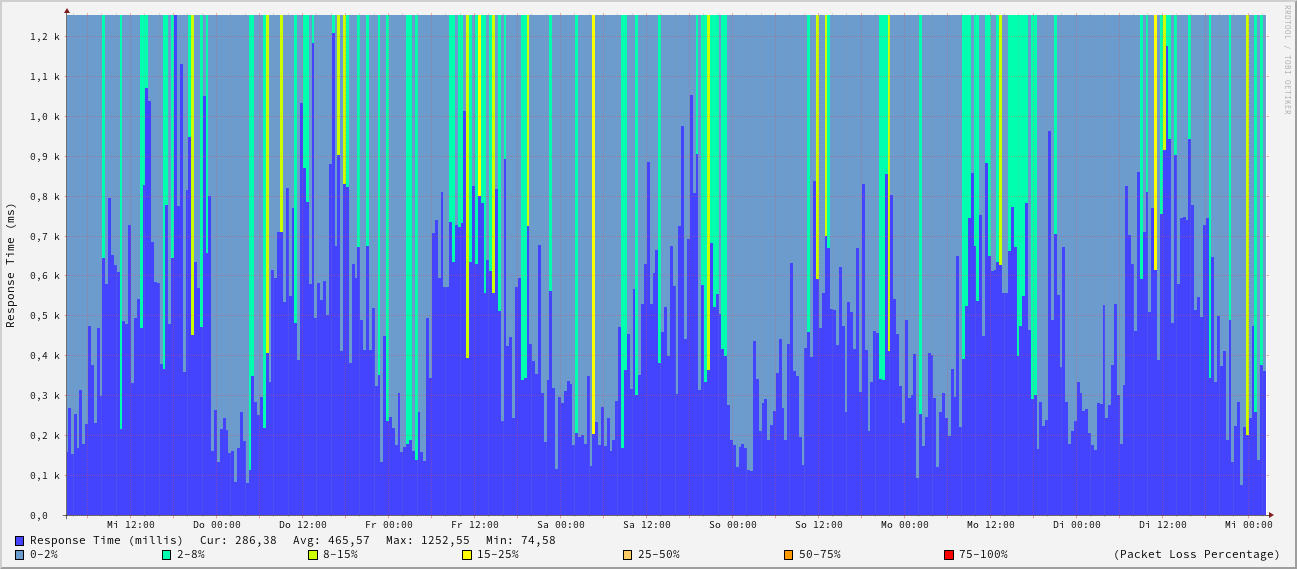 RRDTOOL / TOBI OETIKER
Response Time (ms)
1,2 k
1,1 k
1,0 k
0,9 k
0,8 k
0,7 k
0,6 k
0,5 k
0,4 k
0,3 k
0,2 k
0,1 k
0,0
Mi 12:00 Do 00:00 Do 12:00 Fr 00:00 Fr 12:00 Sa 00:00 Sa 12:00 So 00:00 So 12:00 Mo 00:00 Mo 12:00 Di 00:00 Di 12:00 Mi 00:00
Response Time (millis) Cur: 286,38 Avg: 465,57 Max: 1252,55 Min: 74,58
0-2% 2-8% 8-15% 15-25% 25-50% 50-75% 75-100% (Packet Loss Percentage)